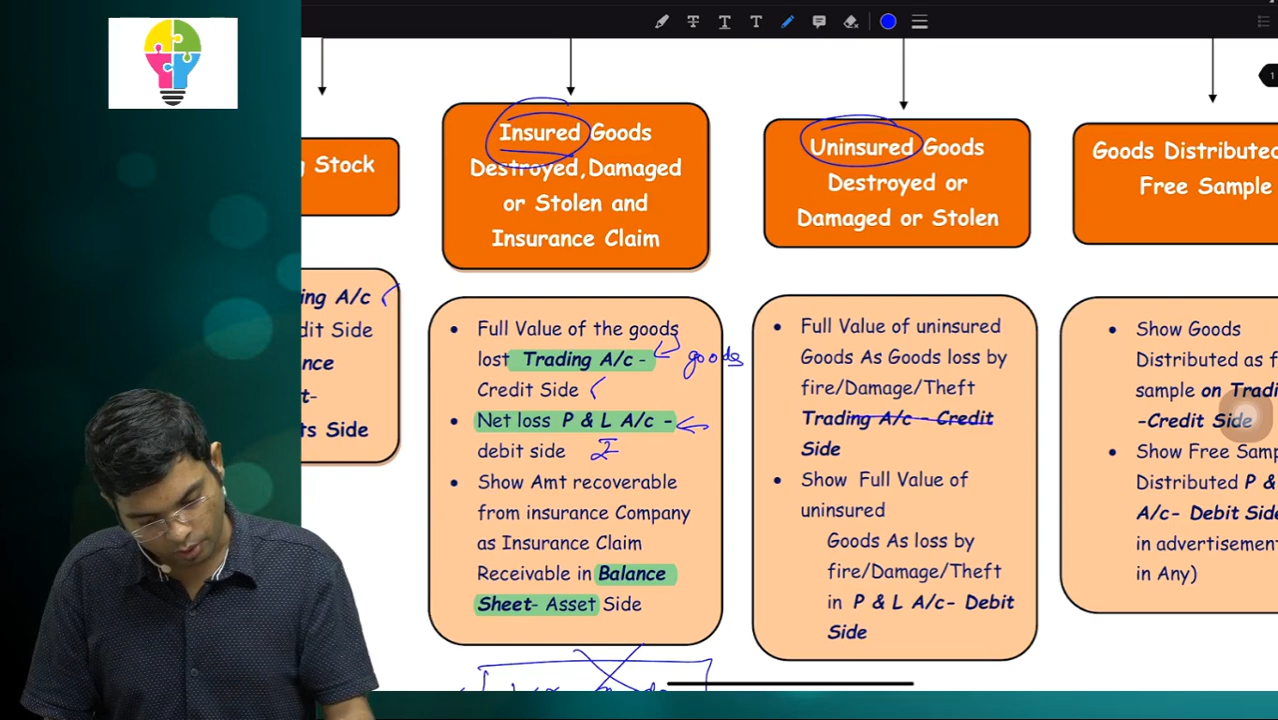 1
g Stock
Insured Goods
Destroyed,Damaged
or Stolen and
Insurance Claim
Uninsured Goods
Destroyed or
Damaged or Stolen
Goods Distributed
Free Sample
ing A/c
dit Side
nce
t-
ts Side
• Full Value of the goods
lost Trading A/c -
Credit Side
goods
• Net loss P & L A/c -
debit side
• Show Amt recoverable
from insurance Company
as Insurance Claim
Receivable in Balance
Sheet- Asset Side
• Full Value of uninsured
Goods As Goods loss by
fire/Damage/Theft
Trading A/c - Credit
Side
• Show Full Value of
uninsured
Goods As loss by
fire/Damage/Theft
in P & L A/c- Debit
Side
• Show Goods
Distributed as f
sample on Tradi
-Credit Side
• Show Free Samp
Distributed P &
A/c- Debit Side
in advertisement
in Any)